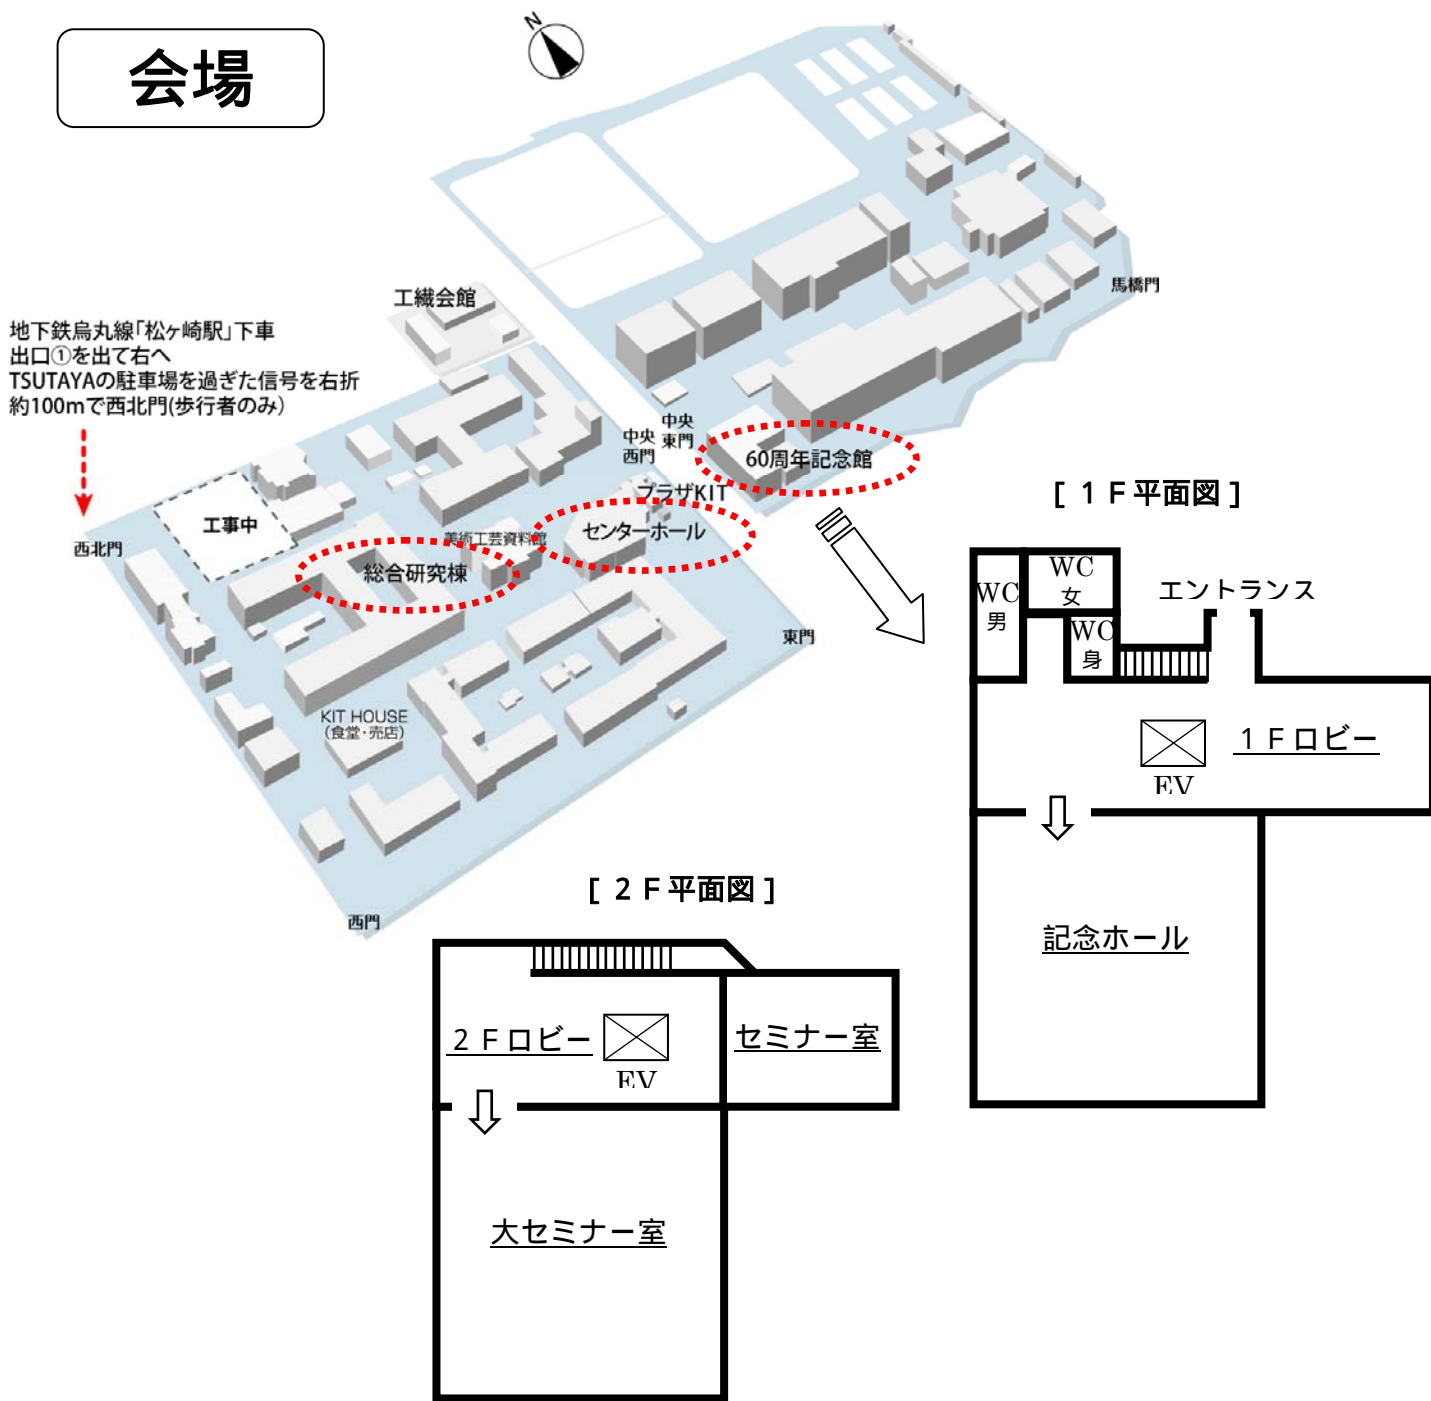 会場
N
工繊会館
馬橋門
地下鉄烏丸線「松ヶ崎駅」下車
出口①を出て右へ
TSUTAYAの駐車場を過ぎた信号を右折
約100mで西北門(歩行者のみ)
中央
東門
中央
西門
60周年記念館
プラザKIT
センターホール
美術工芸資料館
工事中
西北門
総合研究棟
東門
KIT HOUSE
(食堂・売店)
西門
[ 1 F 平面図 ]
WC
男
WC
女
WC
身
エントランス
1 F ロビー
EV
記念ホール
[ 2 F 平面図 ]
2 F ロビー
EV
セミナー室
大セミナー室